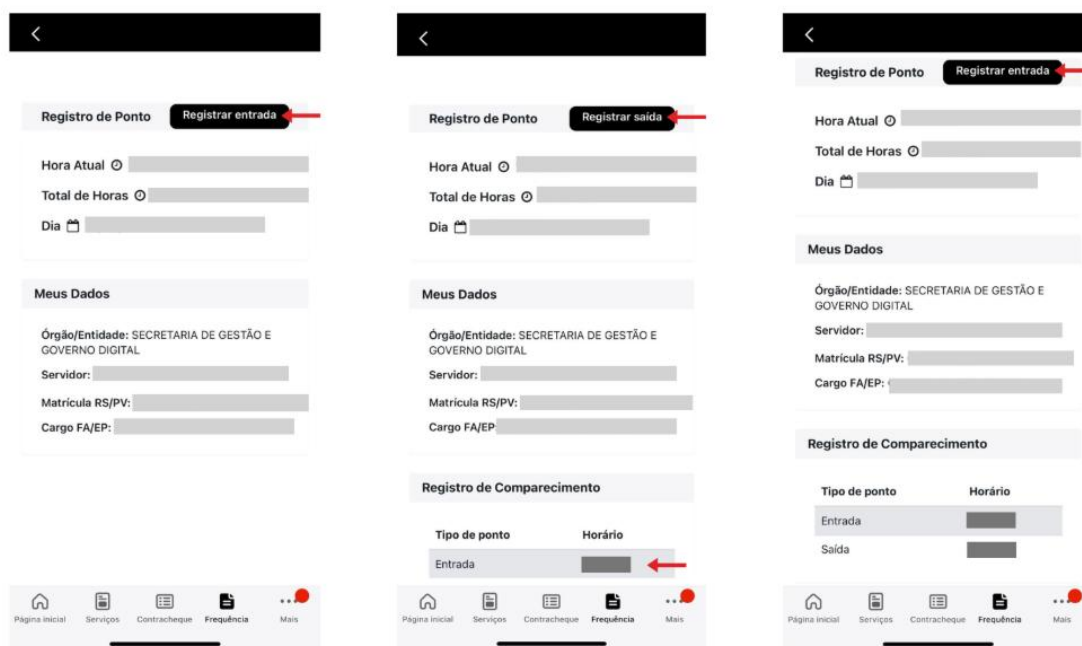 Registro de Ponto
Registrar entrada
Hora Atual
Total de Horas
Dia
Meus Dados
Órgão/Entidade: SECRETARIA DE GESTÃO E
GOVERNO DIGITAL
Servidor:
Matrícula RS/PV:
Cargo FA/EP:
Página inicial
Serviços
Contracheque
Frequência
Mais
Registro de Ponto
Registrar saída
Hora Atual
Total de Horas
Dia
Meus Dados
Órgão/Entidade: SECRETARIA DE GESTÃO E
GOVERNO DIGITAL
Servidor:
Matrícula RS/PV:
Cargo FA/EP
Registro de Comparecimento
Tipo de ponto Horário
Entrada
Página inicial
Serviços
Contracheque
Frequência
Mais
Registro de Ponto
Registrar entrada
Hora Atual
Total de Horas
Dia
Meus Dados
Órgão/Entidade: SECRETARIA DE GESTÃO E
GOVERNO DIGITAL
Servidor:
Matrícula RS/PV:
Cargo FA/EP:
Registro de Comparecimento
Tipo de ponto Horário
Entrada
Saída
Página inicial
Serviços
Contracheque
Frequência
Mais